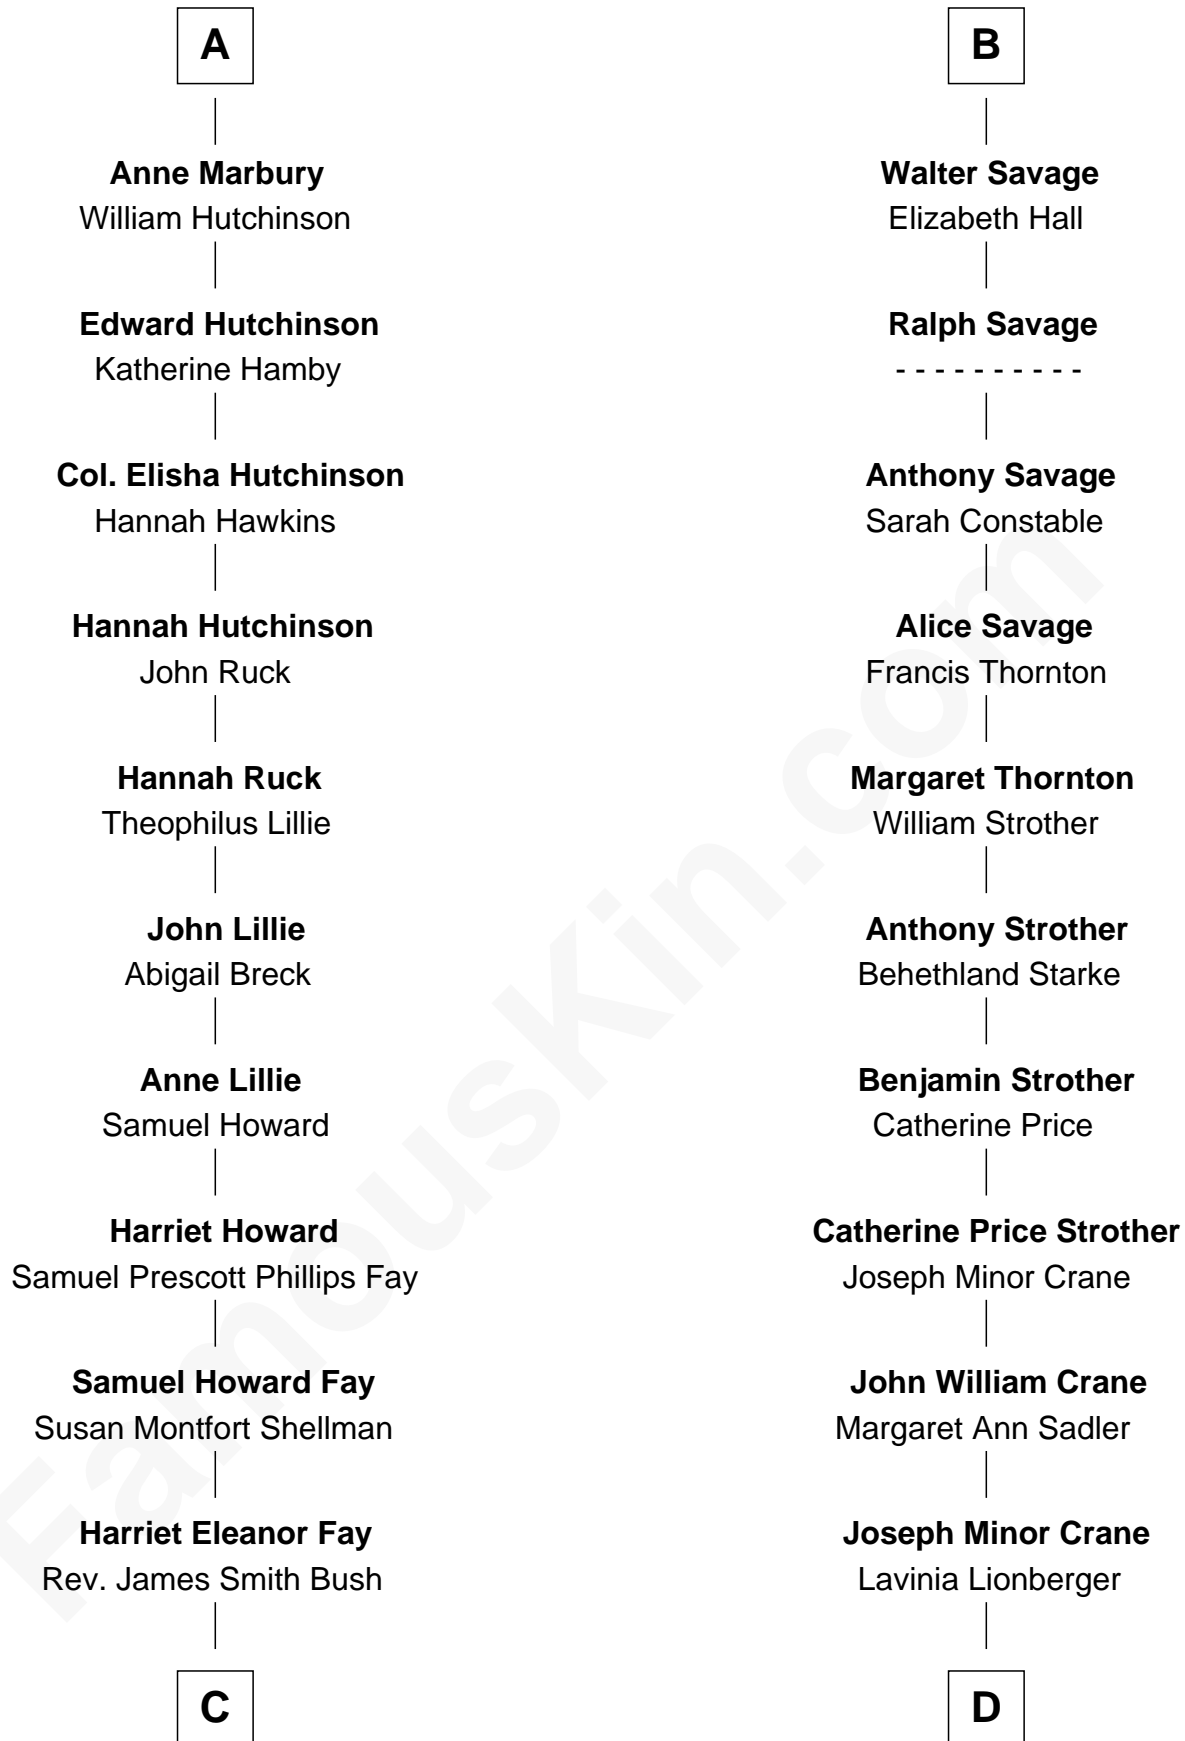 A
Anne Marbury
William Hutchinson
Edward Hutchinson
Katherine Hamby
Col. Elisha Hutchinson
Hannah Hawkins
Hannah Hutchinson
John Ruck
Hannah Ruck
Theophilus Lillie
John Lillie
Abigail Breck
Anne Lillie
Samuel Howard
Harriet Howard
Samuel Prescott Phillips Fay
Samuel Howard Fay
Susan Montfort Shellman
Harriet Eleanor Fay
Rev. James Smith Bush
C
B
Walter Savage
Elizabeth Hall
Ralph Savage
- - - - - - - - - -
Anthony Savage
Sarah Constable
Alice Savage
Francis Thornton
Margaret Thornton
William Strother
Anthony Strother
Behethland Starke
Benjamin Strother
Catherine Price
Catherine Price Strother
Joseph Minor Crane
John William Crane
Margaret Ann Sadler
Joseph Minor Crane
Lavinia Lionberger
D
FamousKin.com